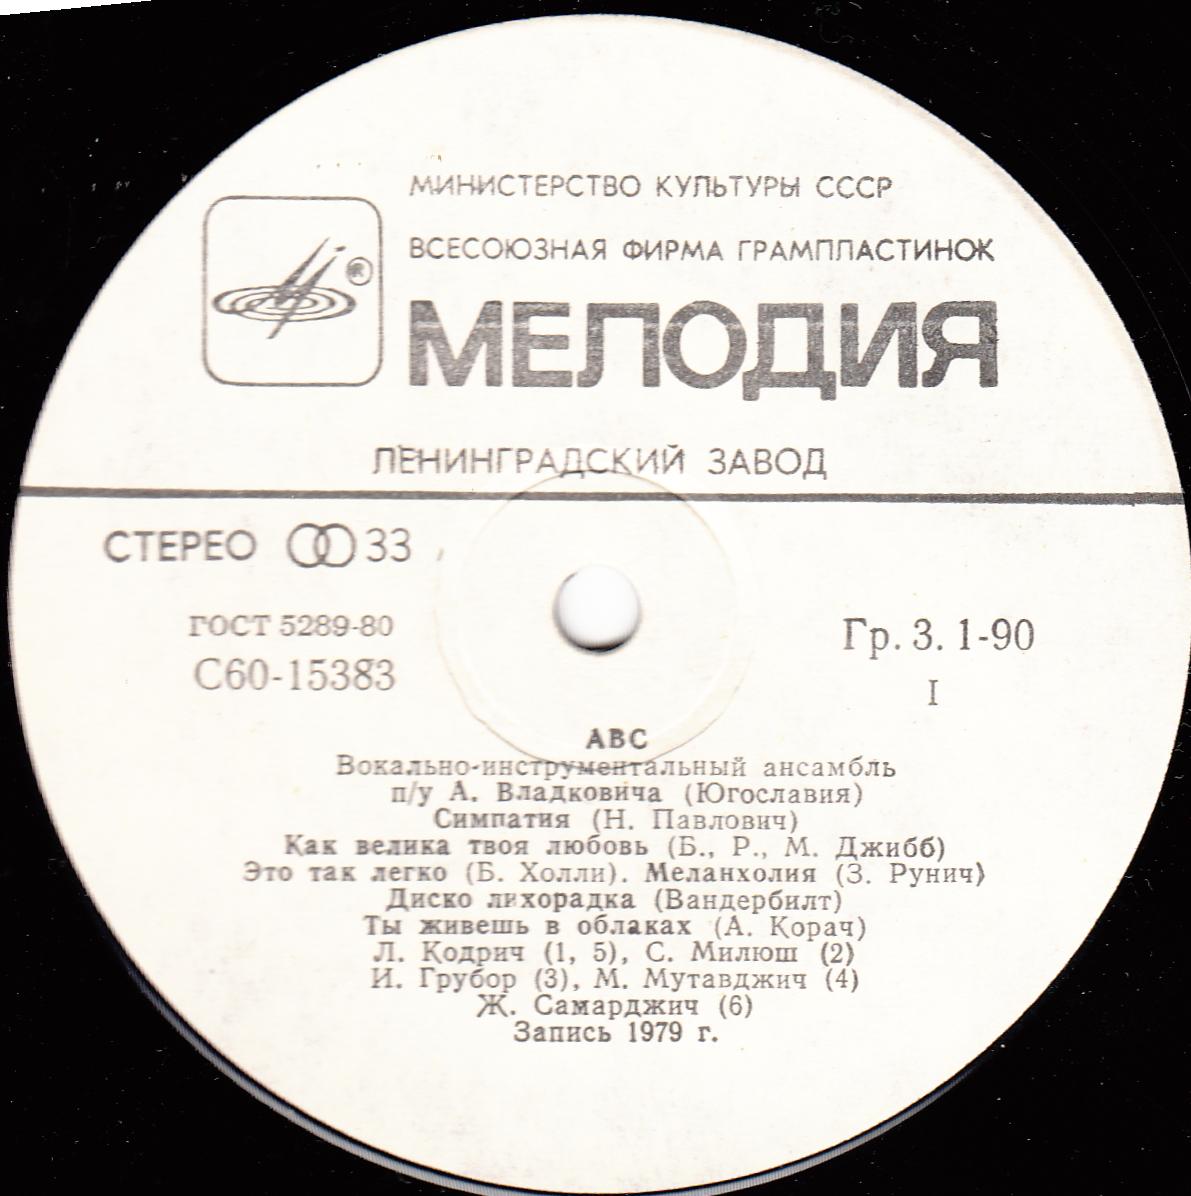 МИНИСТЕРСТВО КУЛЬТУРЫ СССР
ВСЕСОЮЗНАЯ ФИРМА ГРАМПЛАСТИНОК
®
МЕЛОДИЯ
ЛЕНИНГРАДСКИЙ ЗАВОД
СТЕРЕО 33
ГОСТ 5289-80
С60-15383
Гр. 3. 1-90
I
АВС
Вокально-инструментальный ансамбль
п/у А. Владковича (Югославия)
Симпатия (Н. Павлович)
Как велика твоя любовь (Б., Р., М. Джибб)
Это так легко (Б. Холли). Меланхолия (З. Рунич)
Диско лихорадка (Вандербилт)
Ты живешь в облаках (А. Корач)
Л. Кодрич (1, 5), С. Милюш (2)
И. Грубор (3), М. Мутавджич (4)
Ж. Самарджич (6)
Запись 1979 г.